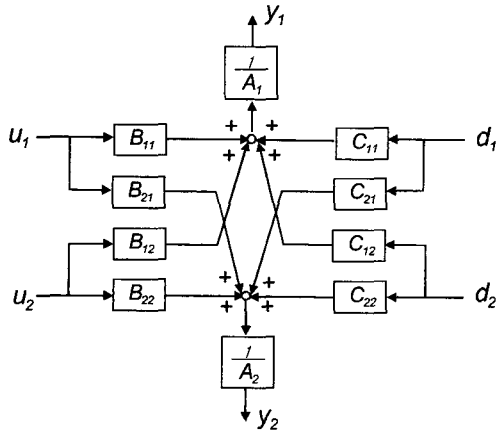 y1
1
A1
+ +
+ +
u1 B11 C11 d1
B21 C21
B12 C12
+ +
+ +
u2 B22 C22 d2
1
A2
y2